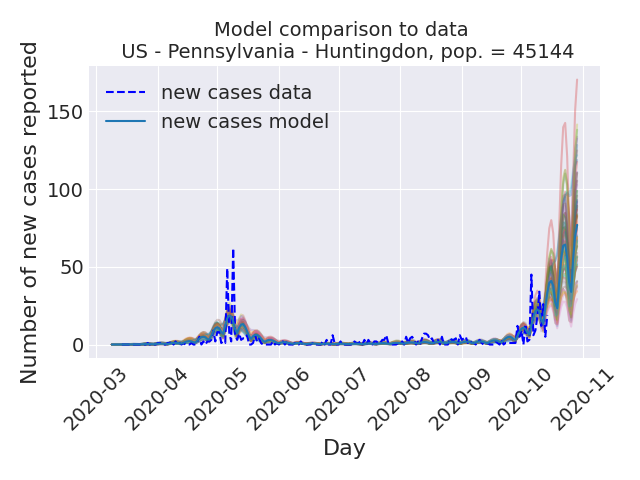 Model comparison to data
US - Pennsylvania - Huntingdon, pop. = 45144
Number of new cases reported
150
100
50
0
new cases data
new cases model
2020-03
2020-04
2020-05
2020-06
2020-07
2020-08
2020-09
2020-10
2020-11
Day